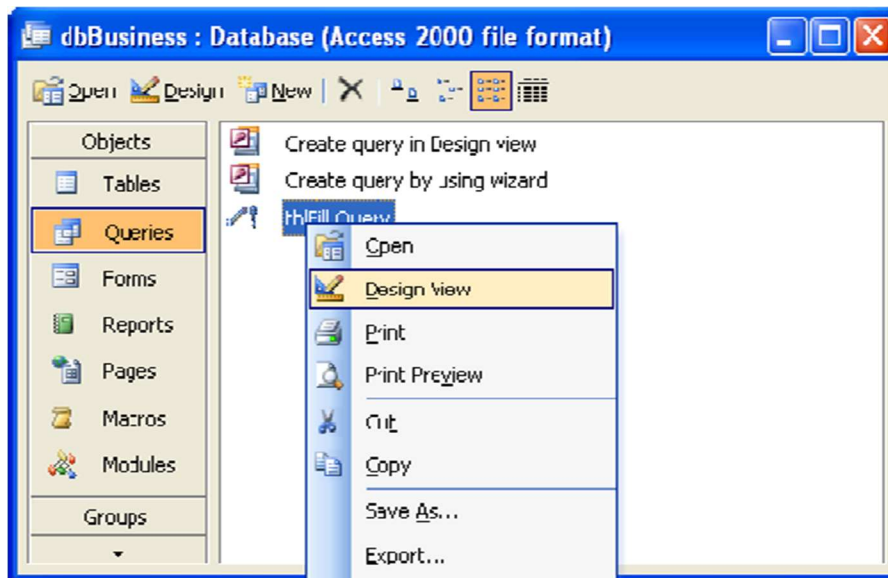 dbBusiness : Database (Access 2000 file format)
Open Design New
Objects
Tables
Queries
Forms
Reports
Pages
Macros
Modules
Groups
Create query in Design view
Create query by using wizard
Query
Open
Design View
Print
Print Preview
Cut
Copy
Save As...
Export...